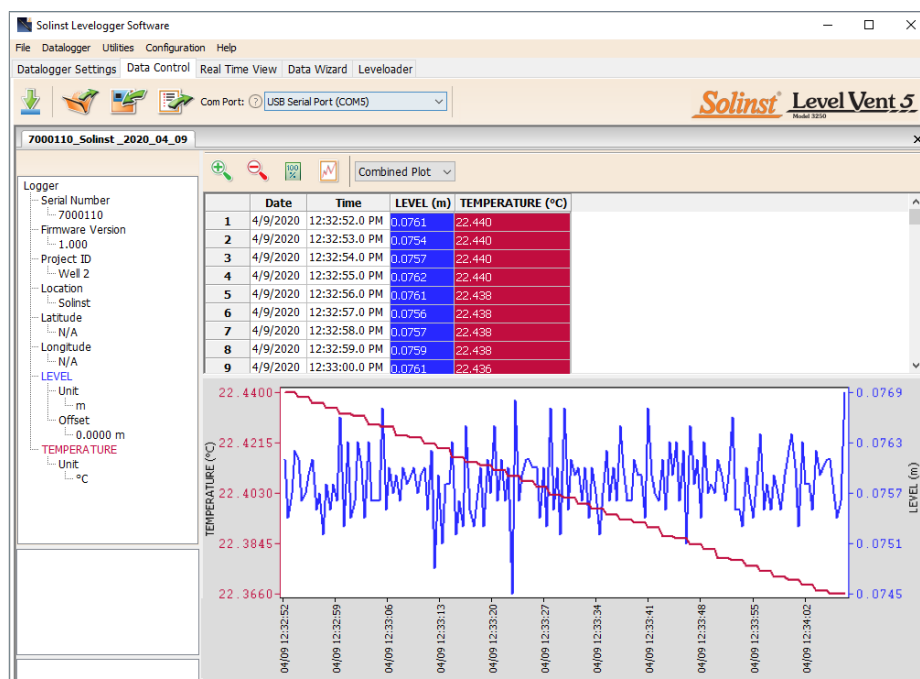 Solinst Levelogger Software
File Datalogger Utilities Configuration Help
Datalogger Settings Data Control Real Time View Data Wizard Leveloader
Com Port: ? USB Serial Port (COM5)
Solinst® LevelVent 5
Model 3250
7000110_Solinst _2020_04_09
100 %
Combined Plot
Logger
Serial Number
7000110
Firmware Version
1.000
Project ID
Well 2
Location
Solinst
Latitude
N/A
Longitude
N/A
LEVEL
Unit
m
Offset
0.0000 m
TEMPERATURE
Unit
°C
Date Time LEVEL (m) TEMPERATURE (°C)
1 4/9/2020 12:32:52.0 PM 0.0761 22.440
2 4/9/2020 12:32:53.0 PM 0.0754 22.440
3 4/9/2020 12:32:54.0 PM 0.0757 22.440
4 4/9/2020 12:32:55.0 PM 0.0762 22.440
5 4/9/2020 12:32:56.0 PM 0.0761 22.438
6 4/9/2020 12:32:57.0 PM 0.0756 22.438
7 4/9/2020 12:32:58.0 PM 0.0757 22.438
8 4/9/2020 12:32:59.0 PM 0.0759 22.438
9 4/9/2020 12:33:00.0 PM 0.0761 22.436
TEMPERATURE (°C)
22.4400
22.4215
22.4030
22.3845
22.3660
0.0769
0.0763
0.0757
0.0751
0.0745
LEVEL (m)
04/09 12:32:52
04/09 12:32:59
04/09 12:33:06
04/09 12:33:13
04/09 12:33:20
04/09 12:33:27
04/09 12:33:34
04/09 12:33:41
04/09 12:33:48
04/09 12:33:55
04/09 12:34:02